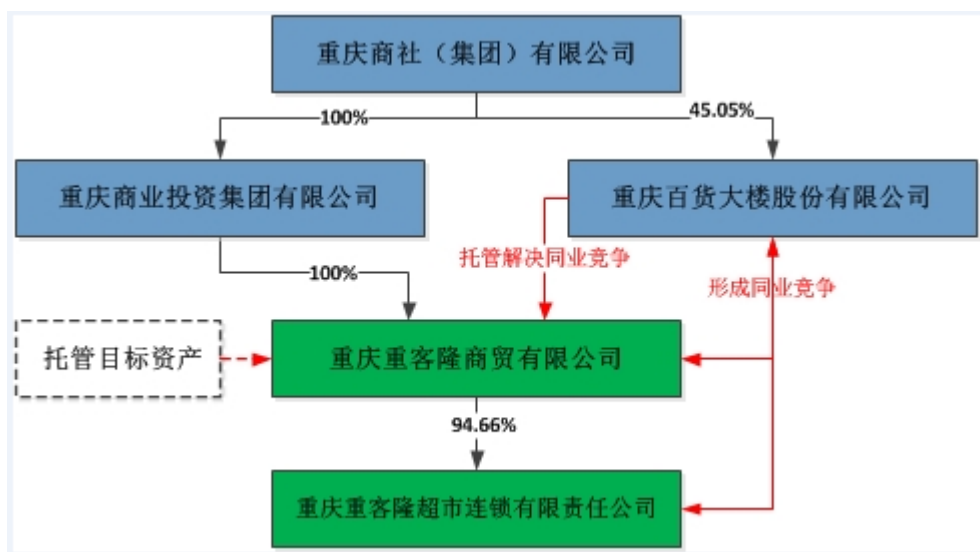 重庆商社（集团）有限公司
100%
45.05%
重庆商业投资集团有限公司
重庆百货大楼股份有限公司
托管解决同业竞争
100%
形成同业竞争
托管目标资产
重庆重客隆商贸有限公司
94.66%
重庆重客隆超市连锁有限责任公司